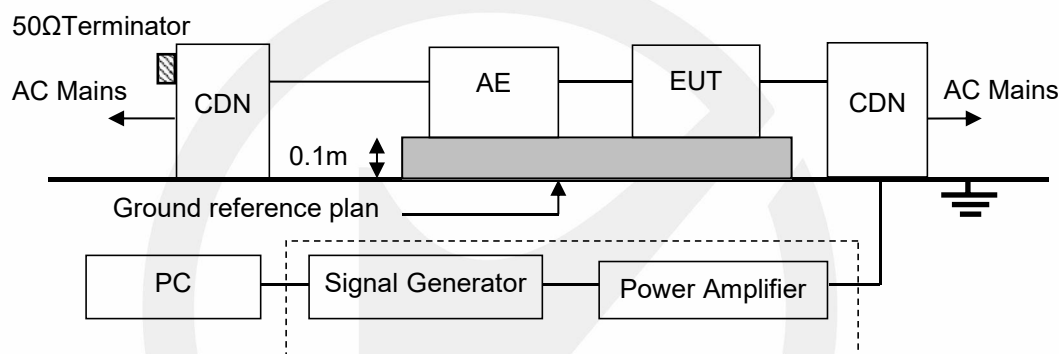 50ΩTerminator
AC Mains
CDN
AE
EUT
CDN
AC Mains
0.1m
Ground reference plan
PC
Signal Generator
Power Amplifier